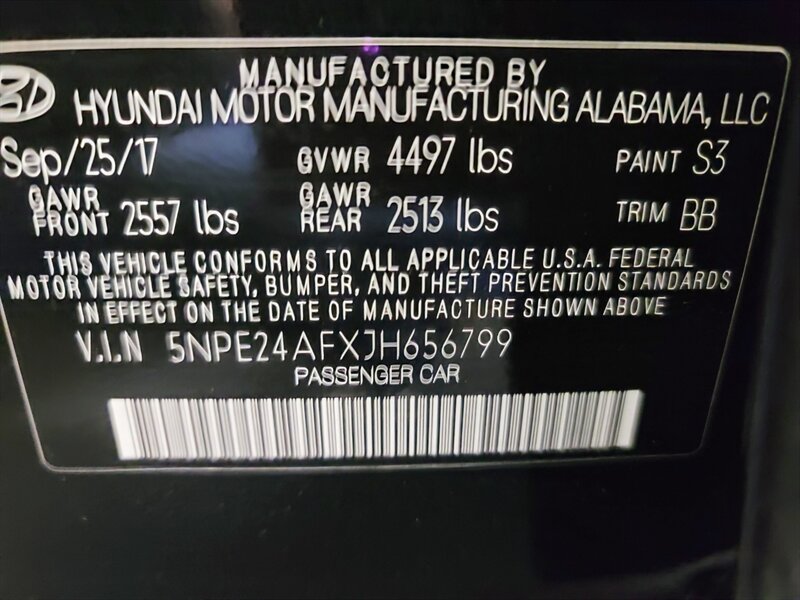 MANUFACTURED BY
HYUNDAI MOTOR MANUFACTURING ALABAMA, LLC
Sep/25/17 GVWR 4497 lbs PAINT S3
GAWR FRONT 2557 lbs GAWR REAR 2513 lbs TRIM BB
THIS VEHICLE CONFORMS TO ALL APPLICABLE U.S.A. FEDERAL
MOTOR VEHICLE SAFETY, BUMPER, AND THEFT PREVENTION STANDARDS
IN EFFECT ON THE DATE OF MANUFACTURE SHOWN ABOVE
V.I.N 5NPE24AFXJH656799
PASSENGER CAR